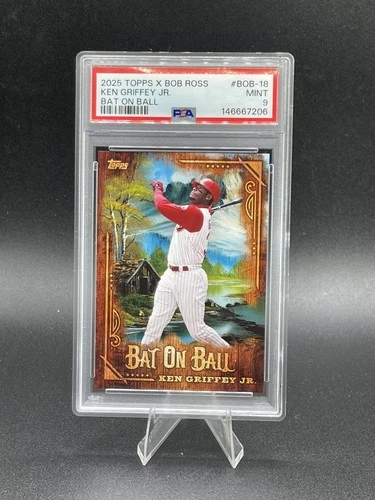 2025 TOPPS X BOB ROSS #BOB-18
KEN GRIFFEY JR. MINT
BAT ON BALL 9
PSA 146667206
Topps
BAT ON BALL
KEN GRIFFEY JR.